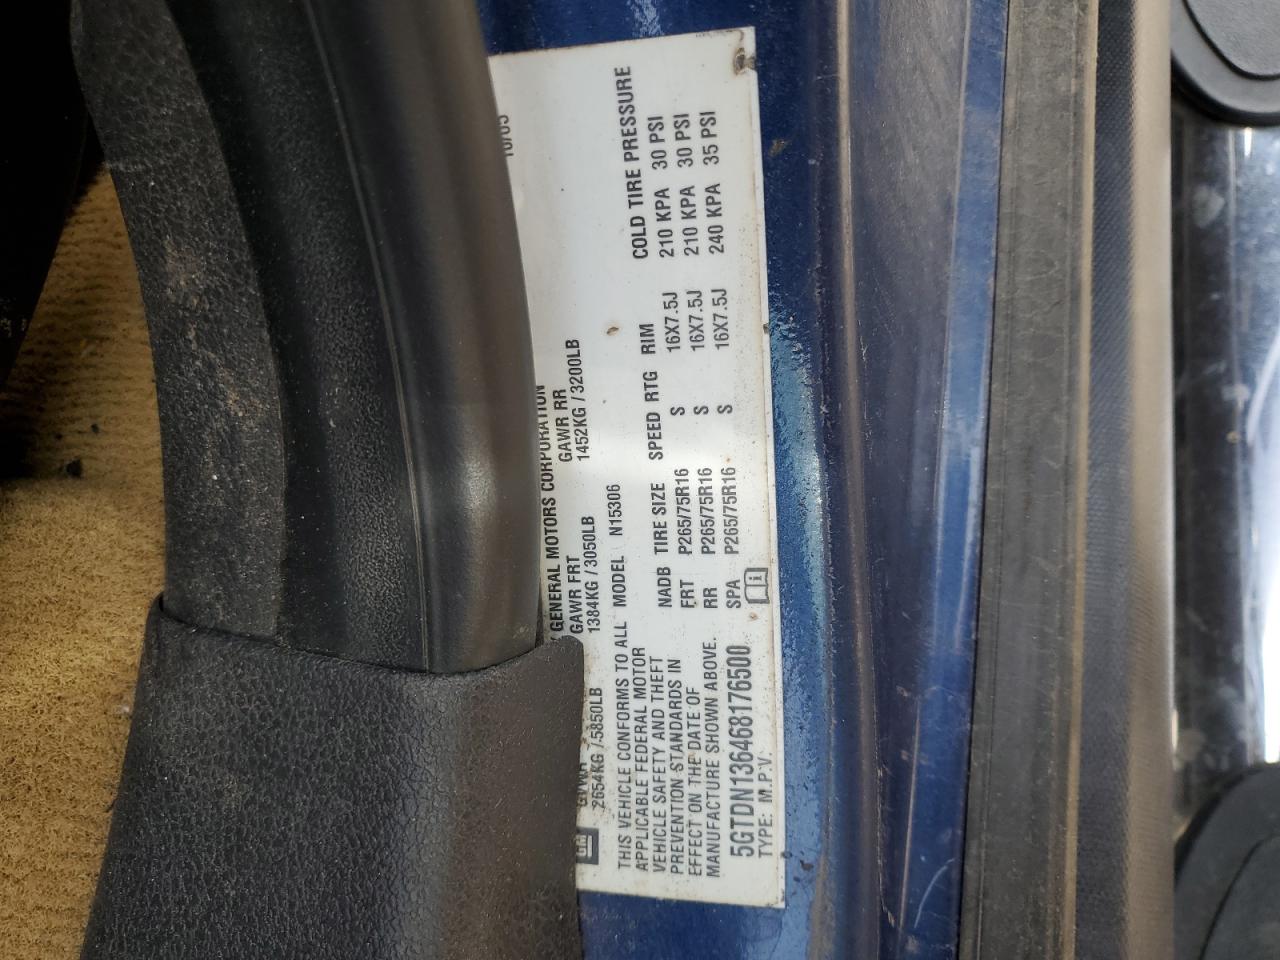 GENERAL MOTORS CORPORATION 10/05
GM GVWR GAWR FRT GAWR RR
2654KG /5850LB 1384KG /3050LB 1452KG /3200LB
THIS VEHICLE CONFORMS TO ALL
APPLICABLE FEDERAL MOTOR
VEHICLE SAFETY AND THEFT
PREVENTION STANDARDS IN
EFFECT ON THE DATE OF
MANUFACTURE SHOWN ABOVE.
5GTDN136468176500
TYPE: M.P.V.
MODEL N15306
NADB TIRE SIZE SPEED RTG RIM COLD TIRE PRESSURE
FRT P265/75R16 S 16X7.5J 210 KPA 30 PSI
RR P265/75R16 S 16X7.5J 210 KPA 30 PSI
SPA P265/75R16 S 16X7.5J 240 KPA 35 PSI